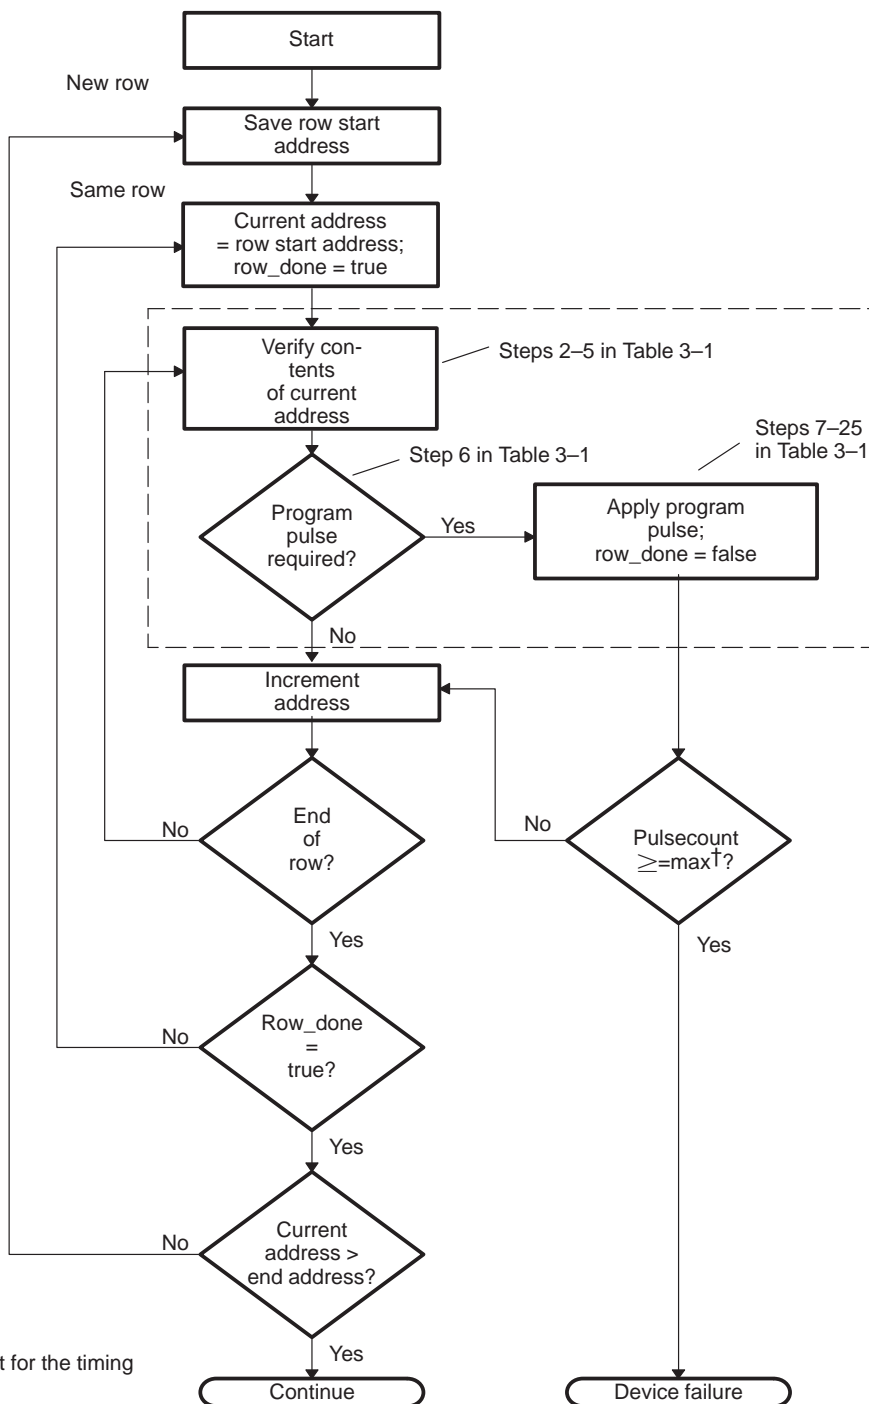 Start
New row
Save row start
address
Same row
Current address
= row start address;
row_done = true
Verify con-
tents
of current
address
Steps 2–5 in Table 3–1
Step 6 in Table 3–1
Steps 7–25
in Table 3–1
Program
pulse
required?
Yes
Apply program
pulse;
row_done = false
No
Increment
address
End
of
row?
No
No
Pulsecount
≥=max†?
Yes
Yes
Row_done
=
true?
No
Yes
Current
address >
end address?
No
Yes
t for the timing
Continue
Device failure